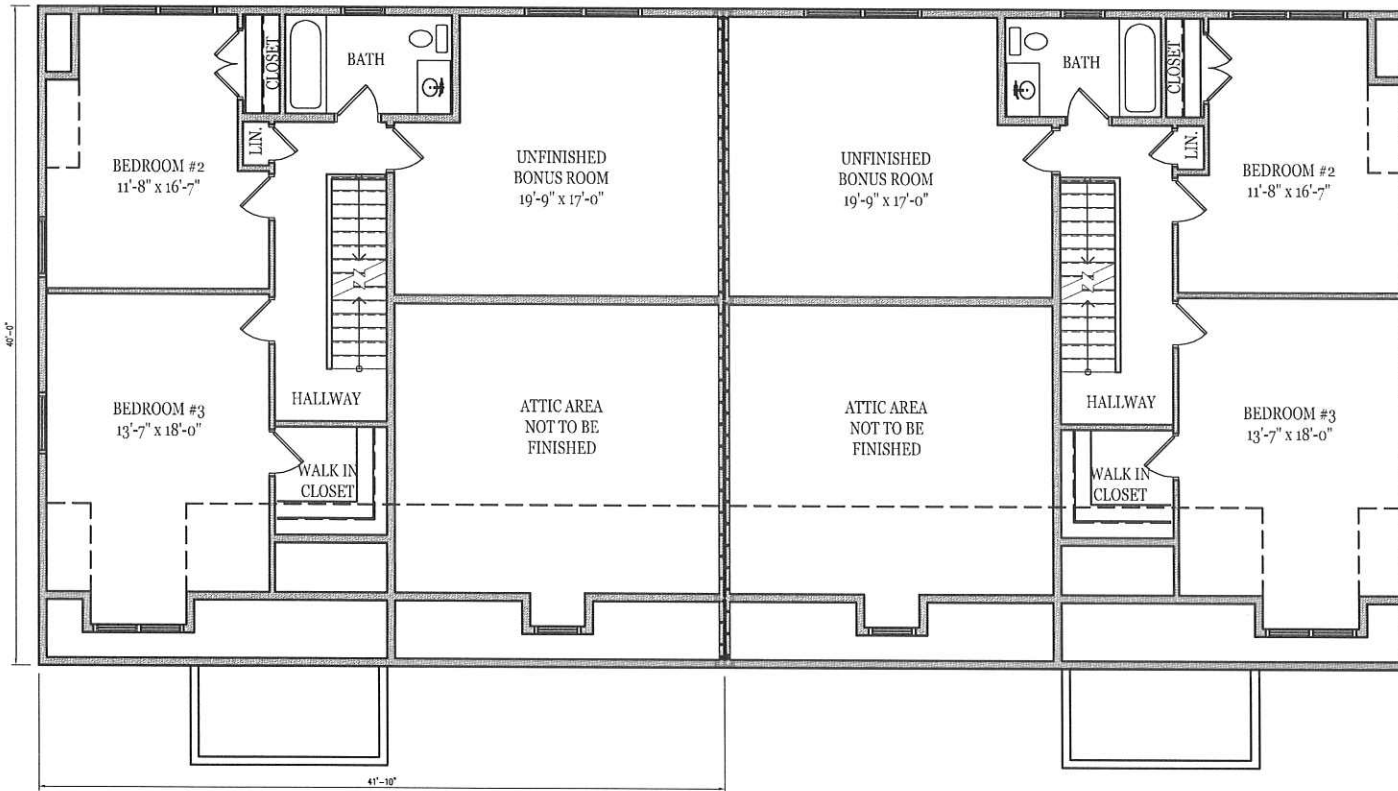 BATH
CLOSET
LIN.
BEDROOM #2
11'-8" x 16'-7"
UNFINISHED
BONUS ROOM
19'-9" x 17'-0"
UNFINISHED
BONUS ROOM
19'-9" x 17'-0"
BATH
CLOSET
LIN.
BEDROOM #2
11'-8" x 16'-7"
40'-0"
HALLWAY
BEDROOM #3
13'-7" x 18'-0"
WALK IN
CLOSET
ATTIC AREA
NOT TO BE
FINISHED
ATTIC AREA
NOT TO BE
FINISHED
HALLWAY
WALK IN
CLOSET
BEDROOM #3
13'-7" x 18'-0"
41'-10"